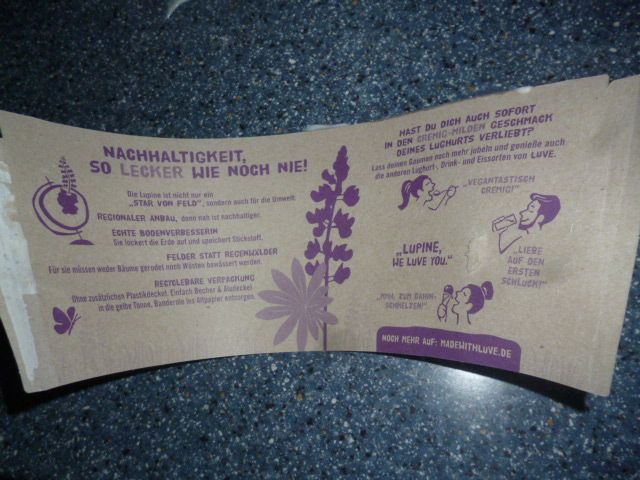 NACHHALTIGKEIT,
SO LECKER WIE NOCH NIE!
Die Lupine ist nicht nur ein
„STAR VOM FELD“, sondern auch für die Umwelt:
REGIONALER ANBAU, denn nah ist nachhaltiger.
ECHTE BODENVERBESSERIN
Sie lockert die Erde auf und speichert Stickstoff.
FELDER STATT REGENWÄLDER
Für sie müssen weder Bäume gerodet noch Wüsten bewässert werden.
RECYCLEBARE VERPACKUNG
Ohne zusätzlichen Plastikdeckel. Einfach Becher & Aludeckel
in die gelbe Tonne, Banderole ins Altpapier entsorgen.
HAST DU DICH AUCH SOFORT
IN DEN CREMIG-MILDEN GESCHMACK
DEINES LUGHURTS VERLIEBT?
Lass deinen Gaumen noch mehr jubeln und genieße auch
die anderen Lughurt-, Drink- und Eissorten von LUVE.
„VEGANTASTISCH
CREMIG!“
„LUPINE,
WE LUVE YOU.“
„LIEBE
AUF DEN
ERSTEN
SCHLUCK!“
„MMH, ZUM DAHIN-
SCHMELZEN!“
NOCH MEHR AUF: MADEWITHLUVE.DE